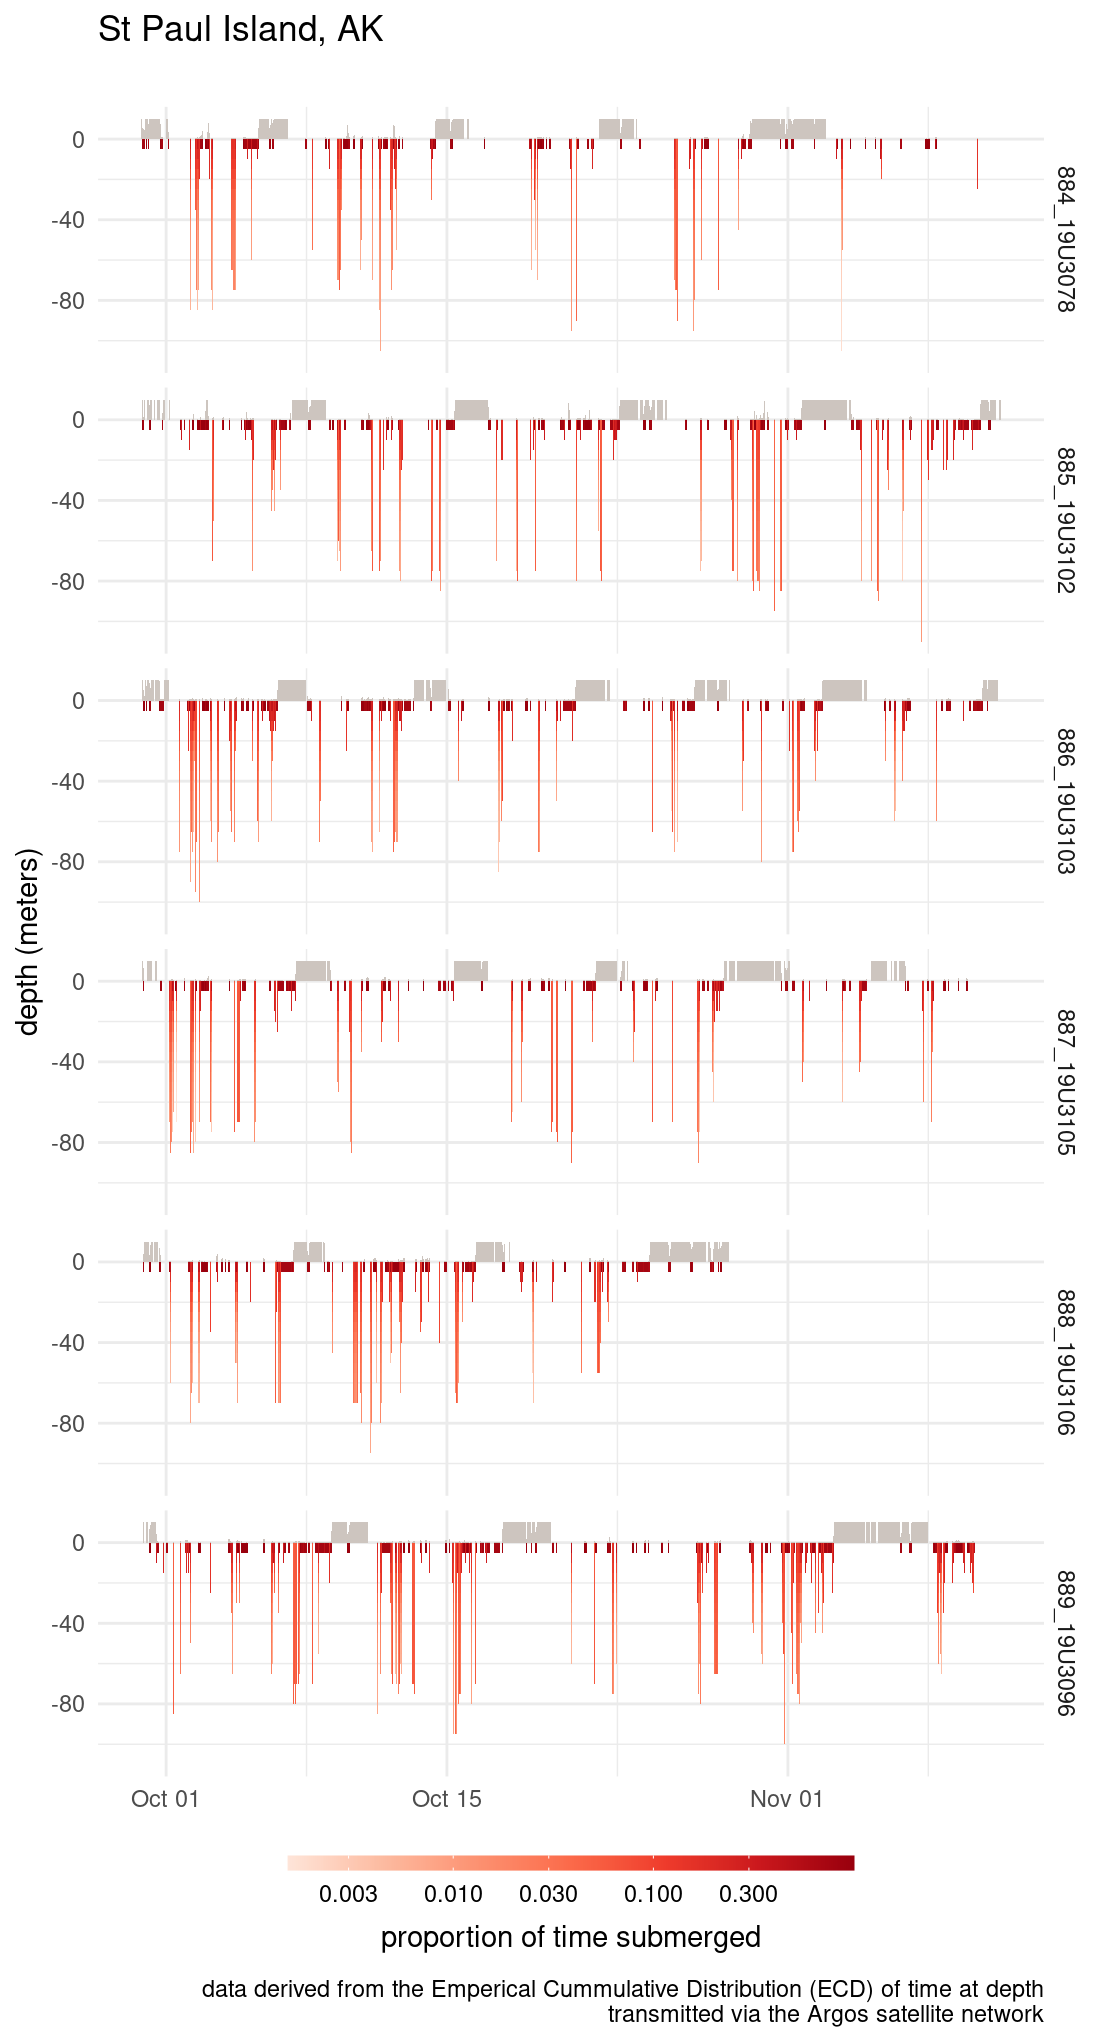 St Paul Island, AK
0
-40
-80
884_19U3078
0
-40
-80
885_19U3102
0
-40
-80
886_19U3103
depth (meters)
0
-40
-80
887_19U3105
0
-40
-80
888_19U3106
0
-40
-80
889_19U3096
Oct 01
Oct 15
Nov 01
0.003
0.010
0.030
0.100
0.300
proportion of time submerged
data derived from the Emperical Cummulative Distribution (ECD) of time at depth
transmitted via the Argos satellite network